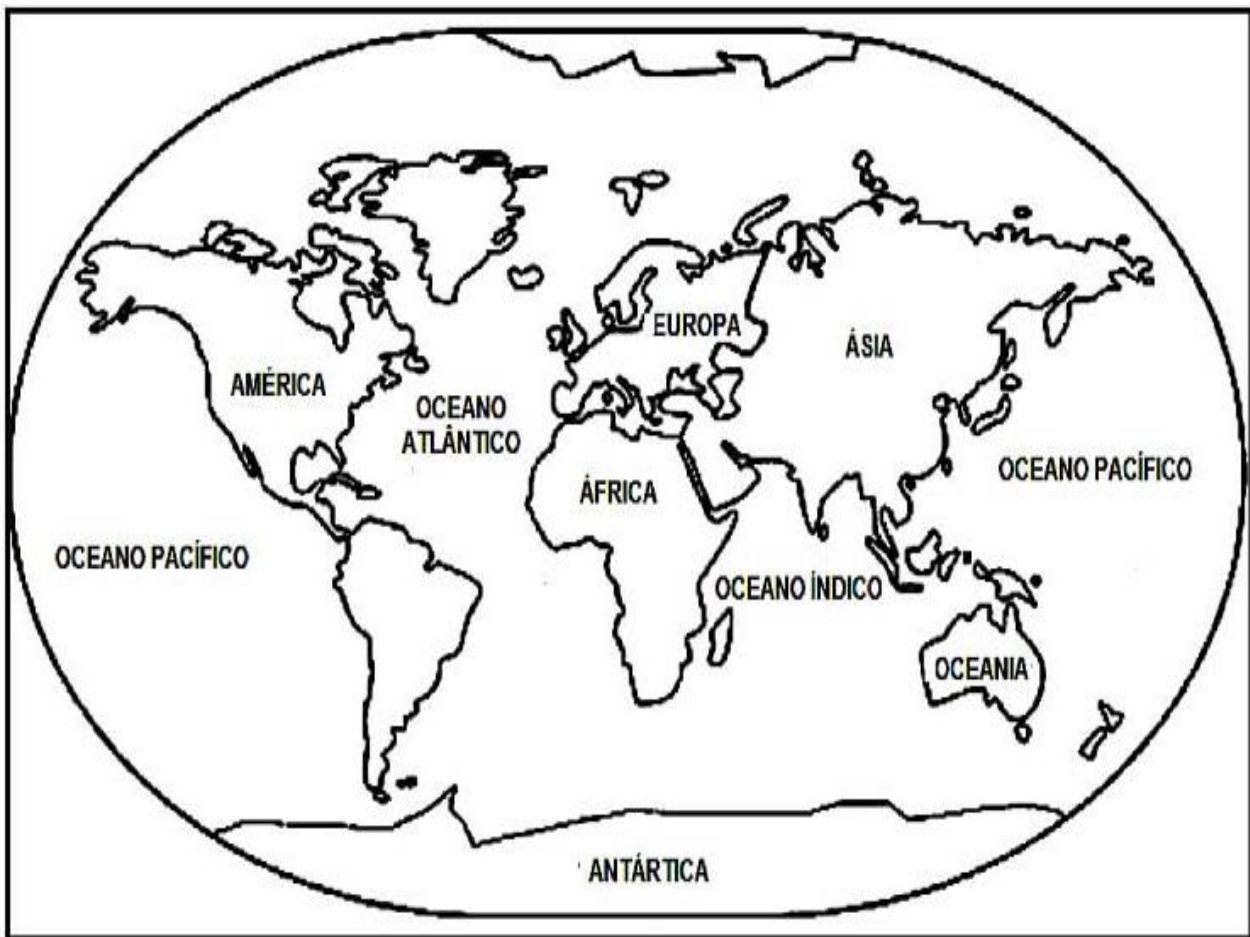 EUROPA
ÁSIA
AMÉRICA
OCEANO
ATLÂNTICO
OCEANO PACÍFICO
ÁFRICA
OCEANO PACÍFICO
OCEANO ÍNDICO
OCEANIA
ANTÁRTICA